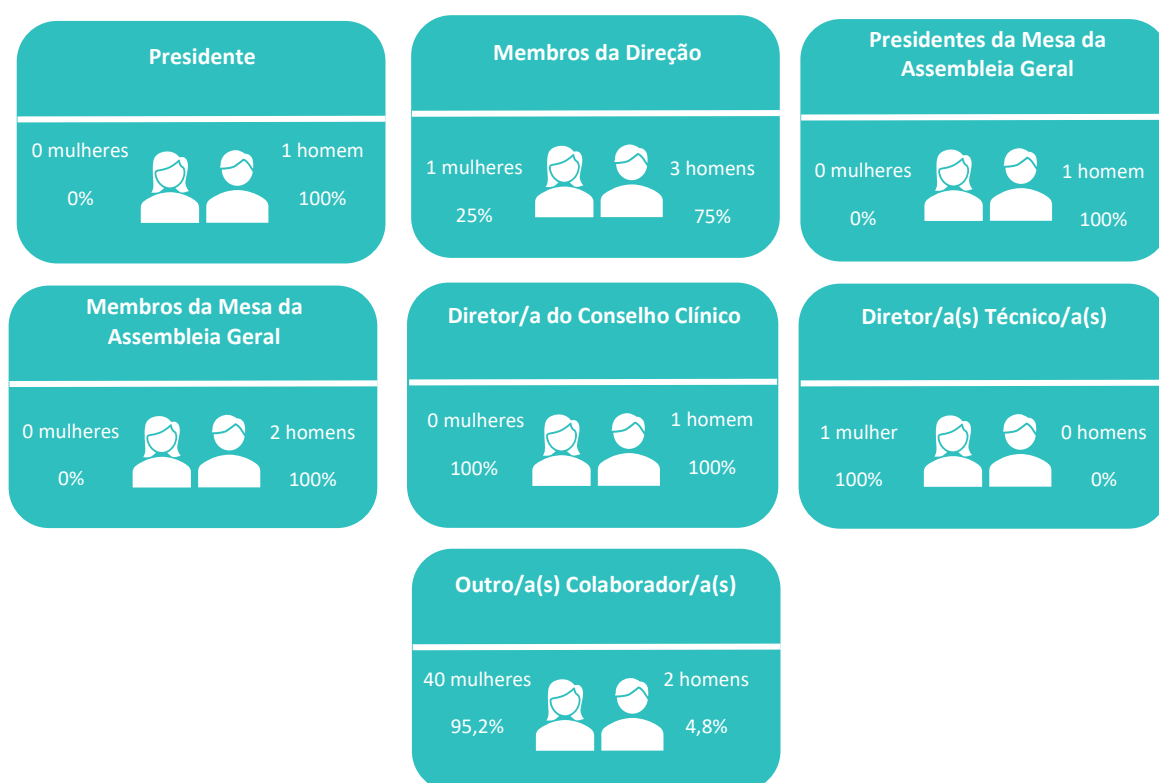 Presidente
0 mulheres
0%
1 homem
100%
Membros da Direção
1 mulheres
25%
3 homens
75%
Presidentes da Mesa da
Assembleia Geral
0 mulheres
0%
1 homem
100%
Membros da Mesa da
Assembleia Geral
0 mulheres
0%
2 homens
100%
Diretor/a do Conselho Clínico
0 mulheres
100%
1 homem
100%
Diretor/a(s) Técnico/a(s)
1 mulher
100%
0 homens
0%
Outro/a(s) Colaborador/a(s)
40 mulheres
95,2%
2 homens
4,8%